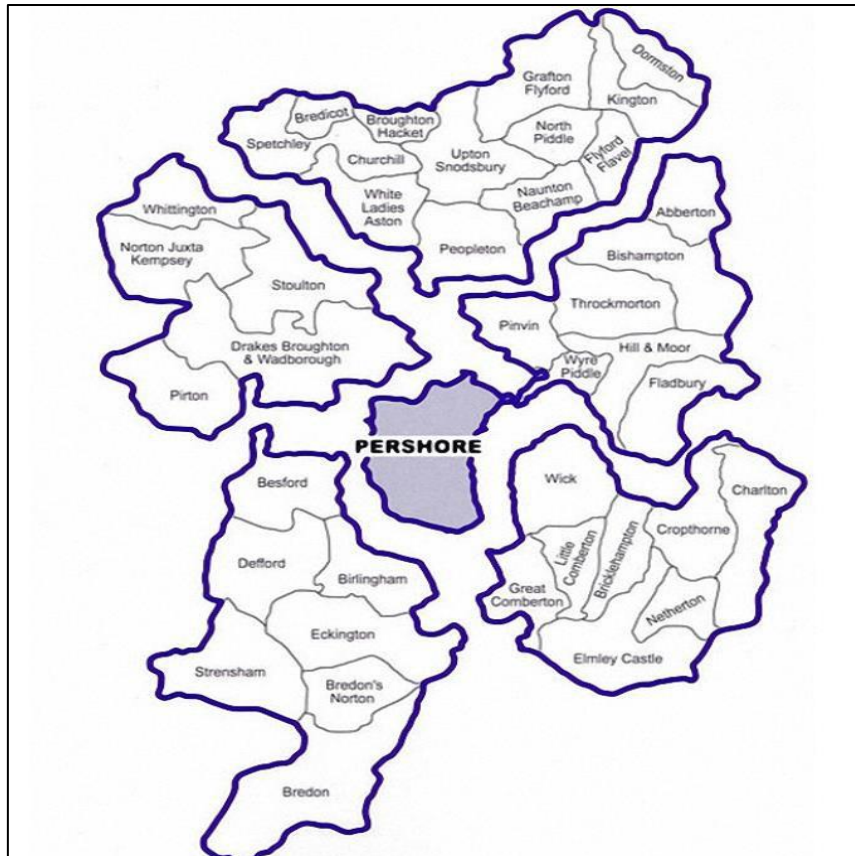 Dormston
Grafton
Flyford
Kington
Bredicot
Broughton
Hacket
North
Piddle
Spetchley
Churchill
Upton
Snodsbury
Flyford
Flavel
White
Ladies
Aston
Naunton
Beachamp
Peopleton
Whittington
Norton Juxta
Kempsey
Stoulton
Drakes Broughton
& Wadborough
Pirton
Abberton
Bishampton
Throckmorton
Pinvin
Hill & Moor
Wyre
Piddle
Fladbury
PERSHORE
Besford
Defford
Birlingham
Eckington
Strensham
Bredon's
Norton
Bredon
Wick
Charlton
Cropthorne
Little
Comberton
Bricklehampton
Great
Comberton
Netherton
Elmley Castle